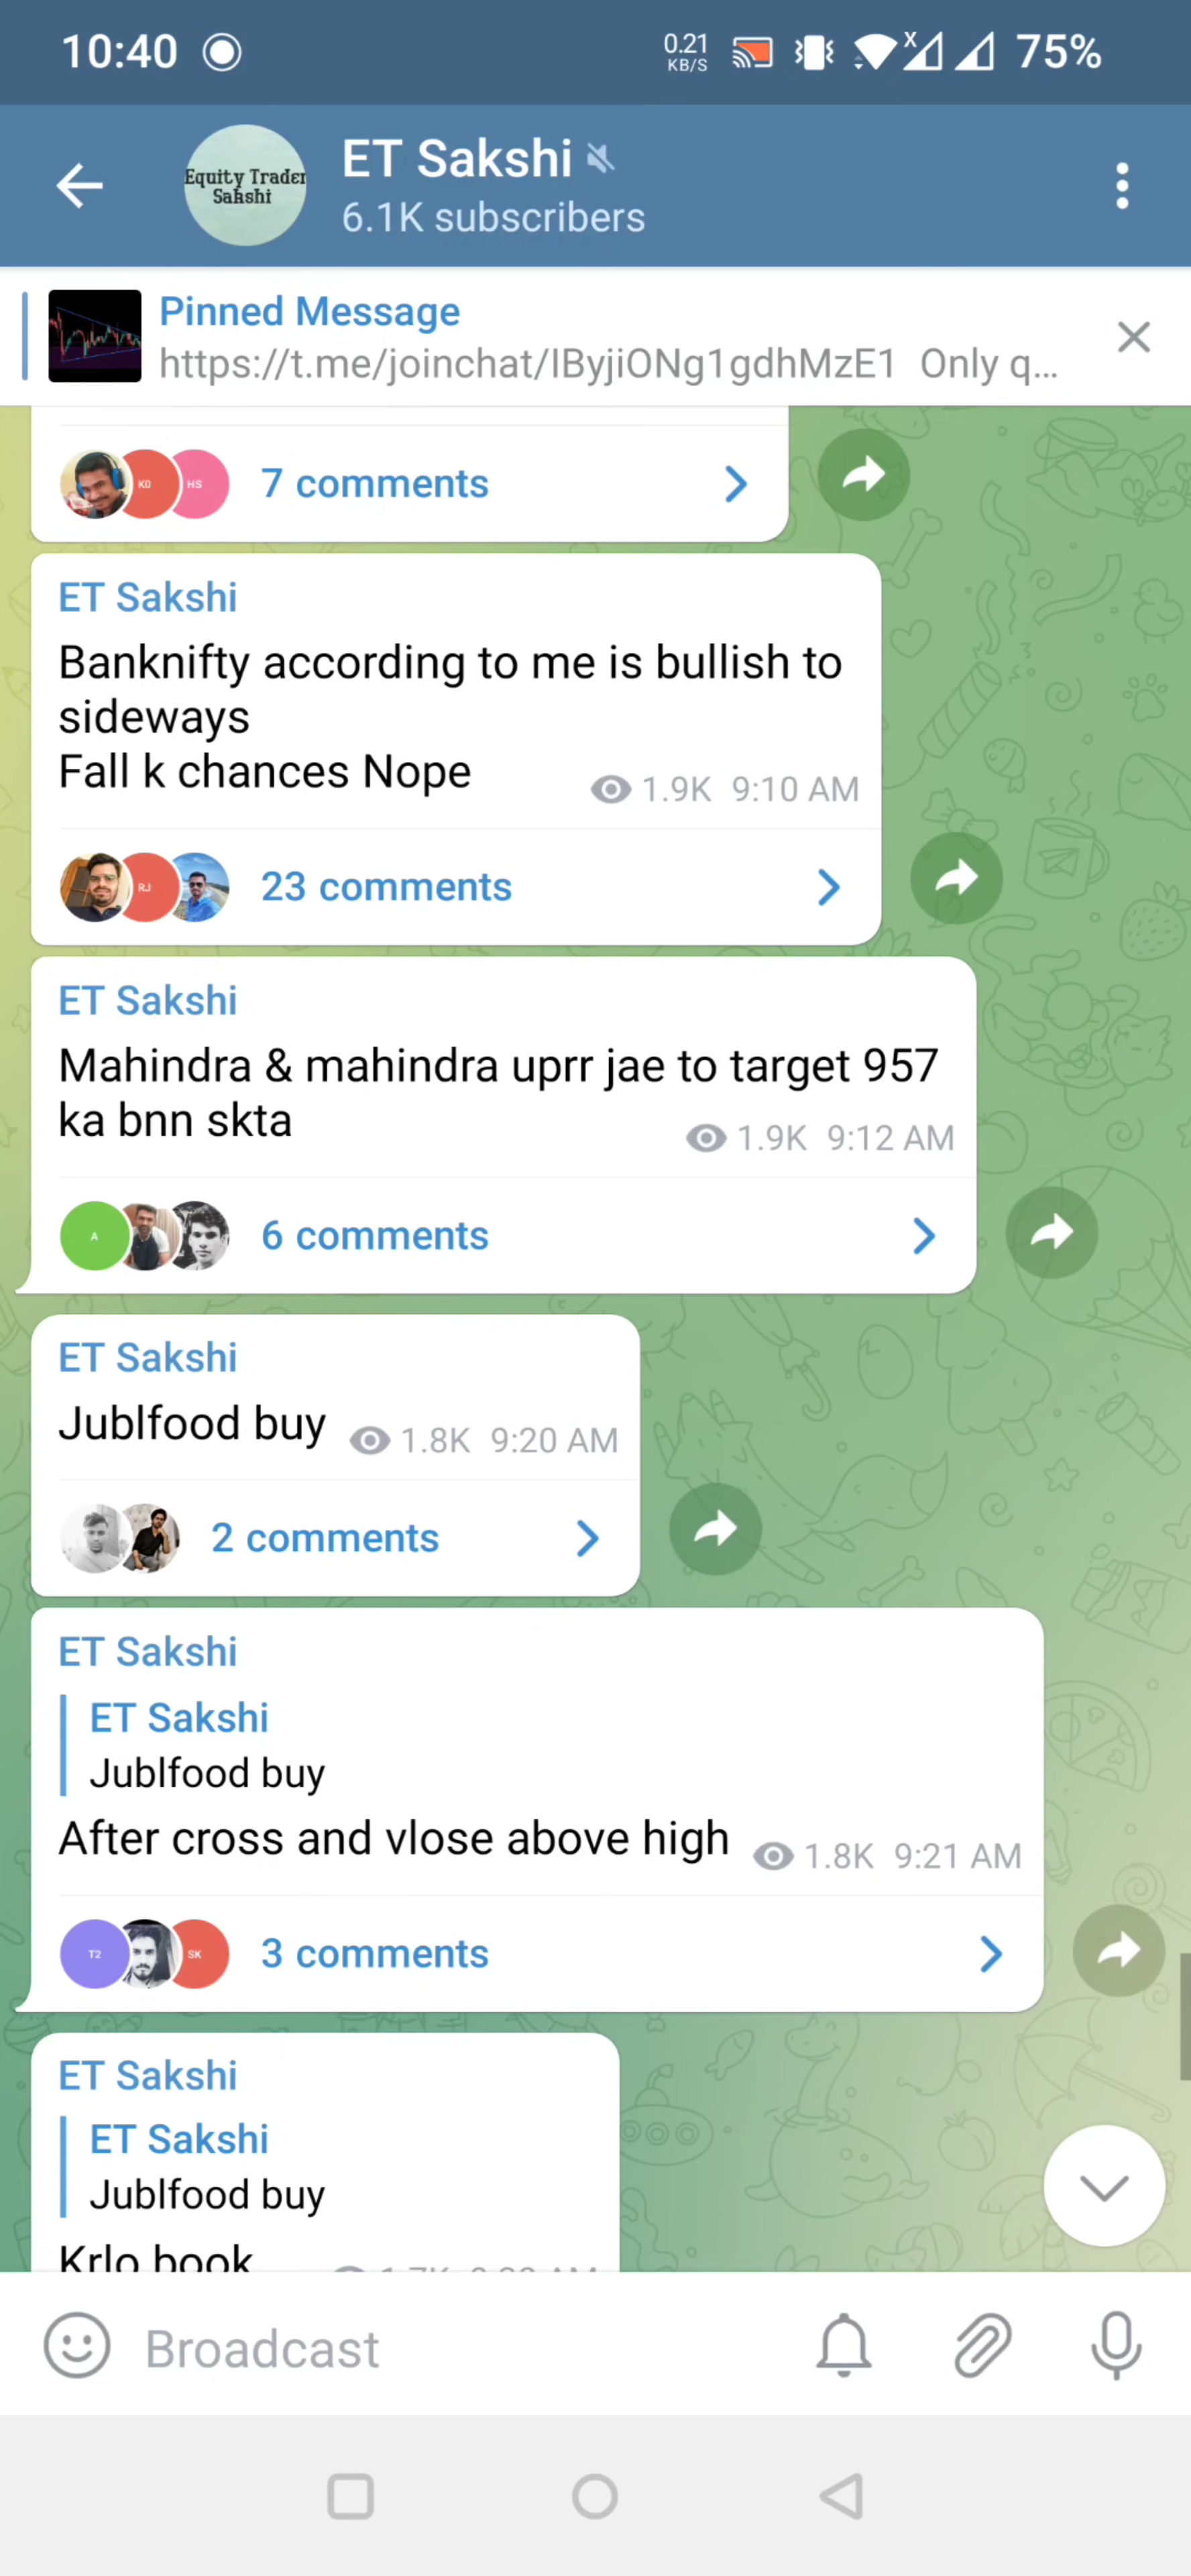 10:40
0.21
KB/S
x
75%
Equity Trader
Sakshi
ET Sakshi
6.1K subscribers
Pinned Message
https://t.me/joinchat/IByjiONg1gdhMzE1 Only q...
KO
HS
7 comments
ET Sakshi
Banknifty according to me is bullish to
sideways
Fall k chances Nope
1.9K 9:10 AM
RJ
23 comments
ET Sakshi
Mahindra & mahindra uprr jae to target 957
ka bnn skta
1.9K 9:12 AM
A
6 comments
ET Sakshi
Jublfood buy
1.8K 9:20 AM
2 comments
ET Sakshi
ET Sakshi
Jublfood buy
After cross and vlose above high
1.8K 9:21 AM
T2
SK
3 comments
ET Sakshi
ET Sakshi
Jublfood buy
Krlo book
Broadcast